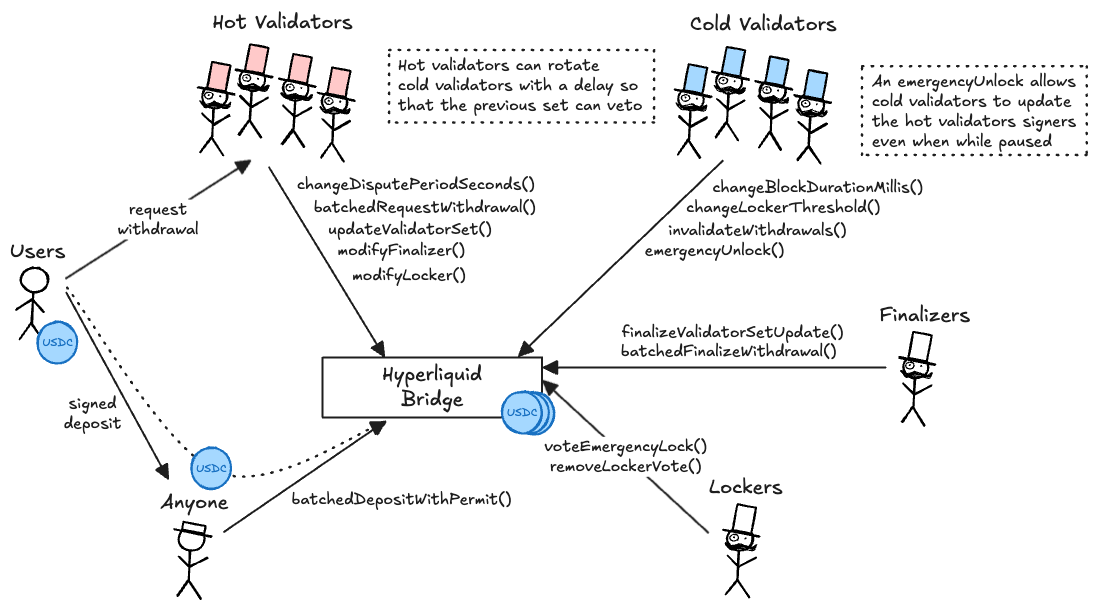 Hot Validators
Cold Validators
Hot validators can rotate
cold validators with a delay so
that the previous set can veto
An emergencyUnlock allows
cold validators to update
the hot validators signers
even when while paused
changeDisputePeriodSeconds()
batchedRequestWithdrawal()
updateValidatorSet()
modifyFinalizer()
modifyLocker()
changeBlockDurationMillis()
changeLockerThreshold()
invalidateWithdrawals()
emergencyUnlock()
request
withdrawal
Users
USDC
signed
deposit
Finalizers
finalizeValidatorSetUpdate()
batchedFinalizeWithdrawal()
Hyperliquid
Bridge
USDC
voteEmergencyLock()
removeLockerVote()
USDC
Anyone
batchedDepositWithPermit()
Lockers